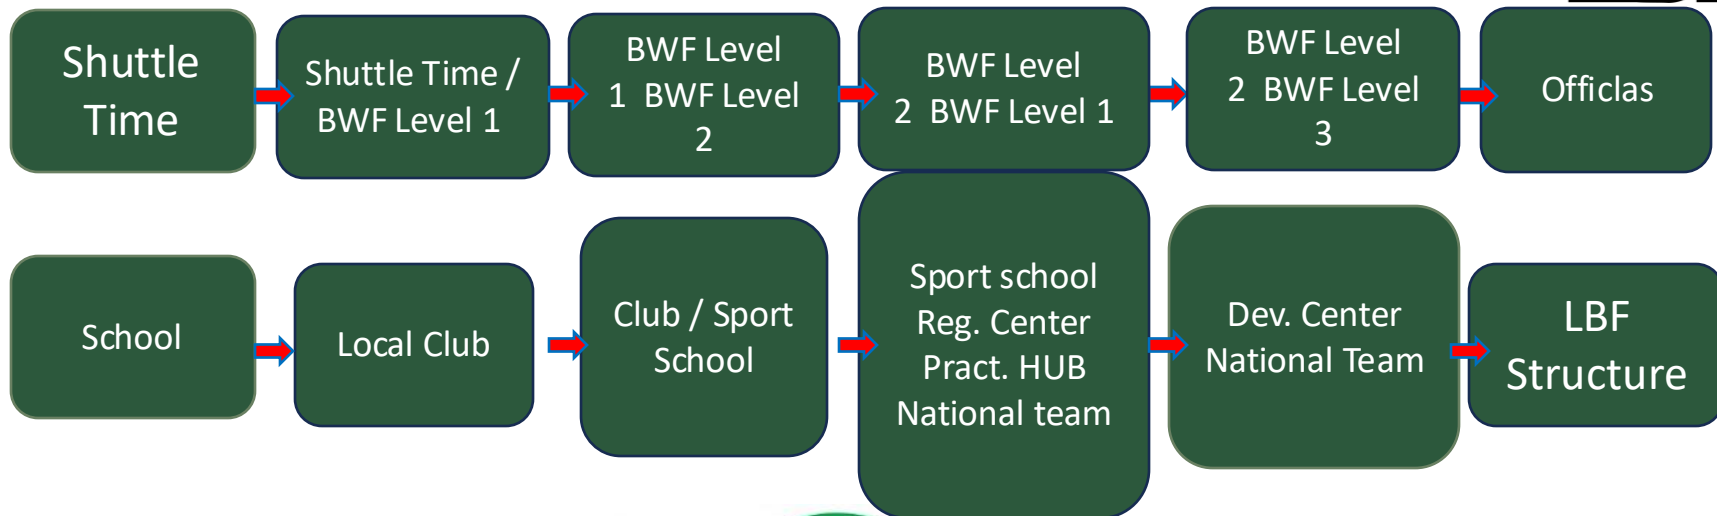 Shuttle
Time
Shuttle Time /
BWF Level 1
BWF Level
1 BWF Level
2
BWF Level
2 BWF Level 1
BWF Level
2 BWF Level
3
Officlas
School
Local Club
Club / Sport
School
Sport school
Reg. Center
Pract. HUB
National team
Dev. Center
National Team
LBF
Structure